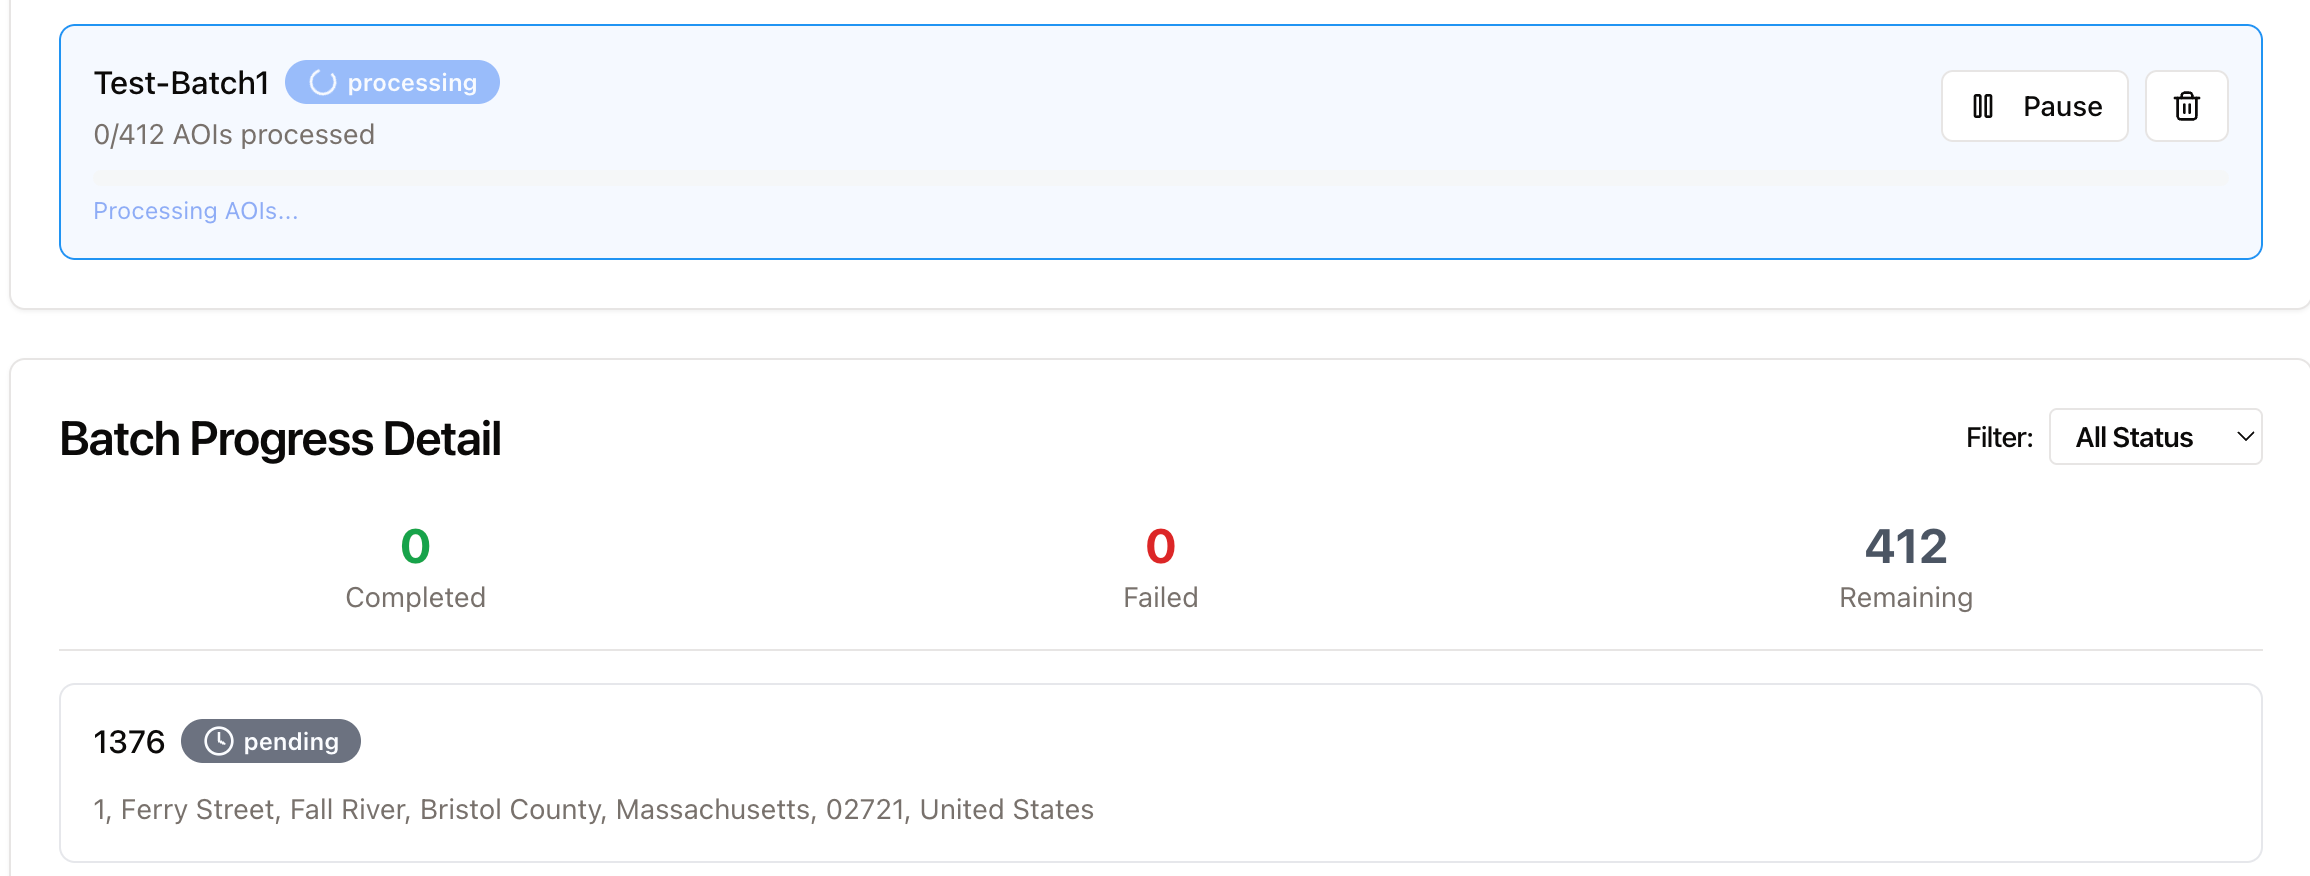 Test-Batch1 processing
0/412 AOIs processed
Pause
Processing AOIs...
Batch Progress Detail
Filter: All Status
0
Completed
0
Failed
412
Remaining
1376 pending
1, Ferry Street, Fall River, Bristol County, Massachusetts, 02721, United States